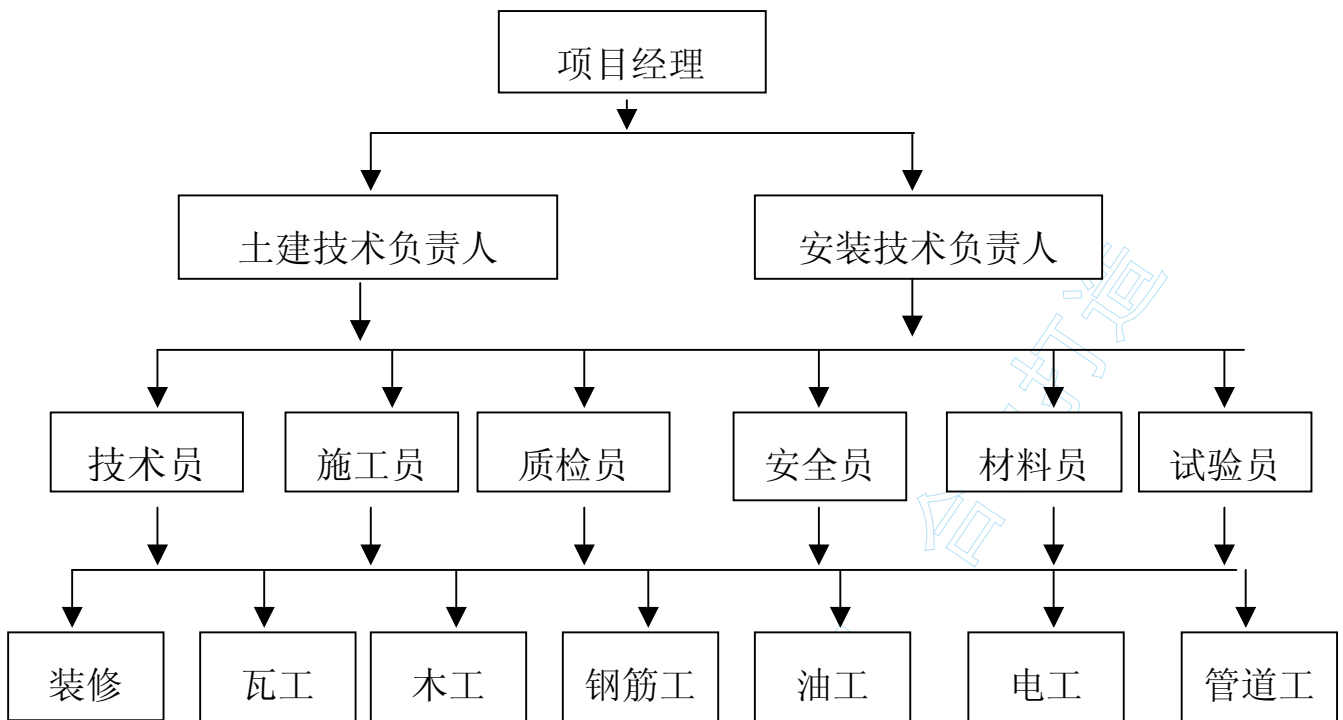 项目经理
土建技术负责人
安装技术负责人
技术员
施工员
质检员
安全员
材料员
试验员
装修
瓦工
木工
钢筋工
油工
电工
管道工